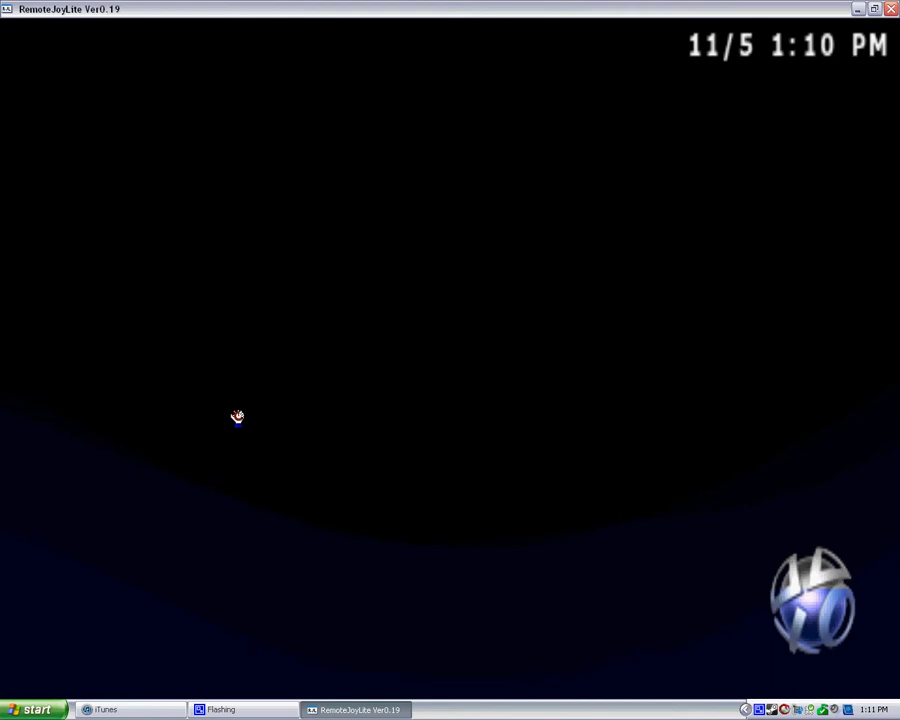 RemoteJoyLite Ver0.19
11/5 1:10 PM
start
iTunes
Flashing
RemoteJoyLite Ver0.19
1:11 PM